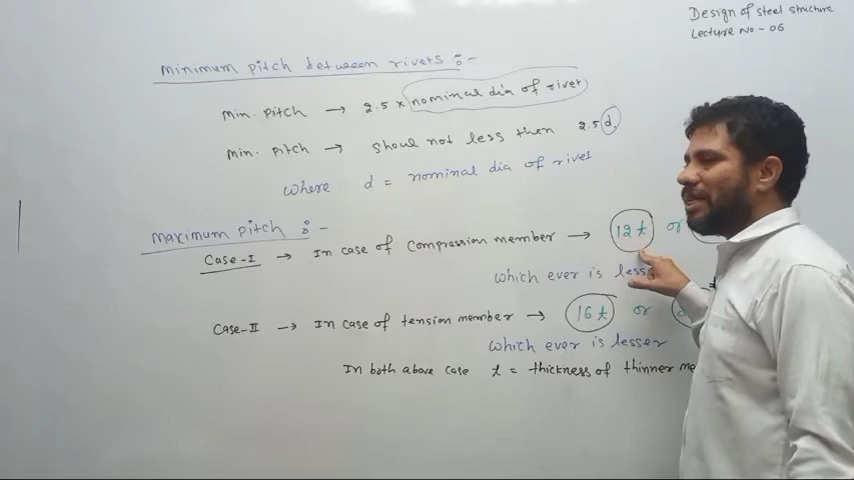 Design of steel structure
Lecture No - 06
Minimum pitch between rivets :-
Min. pitch → 2.5 x nominal dia of rivet
Min. pitch → shoul not less then 2.5 d.
where d = nominal dia of rivet
Maximum pitch :-
Case-I → In case of compression member → 12 t or
which ever is less
Case-II → In case of tension member → 16 t or
which ever is lesser
In both above case t = thickness of thinner me